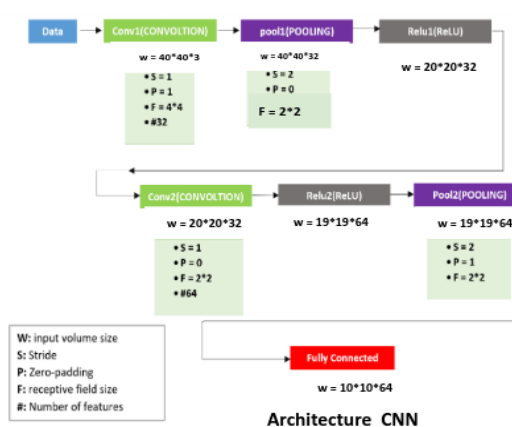 Data
Conv1(CONVOLTION)
pool1(POOLING)
Relu1(ReLU)
w = 40*40*3
w = 40*40*32
w = 20*20*32
• S = 1
• P = 1
• F = 4*4
• #32
• S = 2
• P = 0
F = 2*2
Conv2(CONVOLTION)
Relu2(ReLU)
Pool2(POOLING)
w = 20*20*32
w = 19*19*64
w = 19*19*64
• S = 1
• P = 0
• F = 2*2
• #64
• S = 2
• P = 1
• F = 2*2
W: input volume size
S: Stride
P: Zero-padding
F: receptive field size
#: Number of features
Fully Connected
w = 10*10*64
Architecture CNN